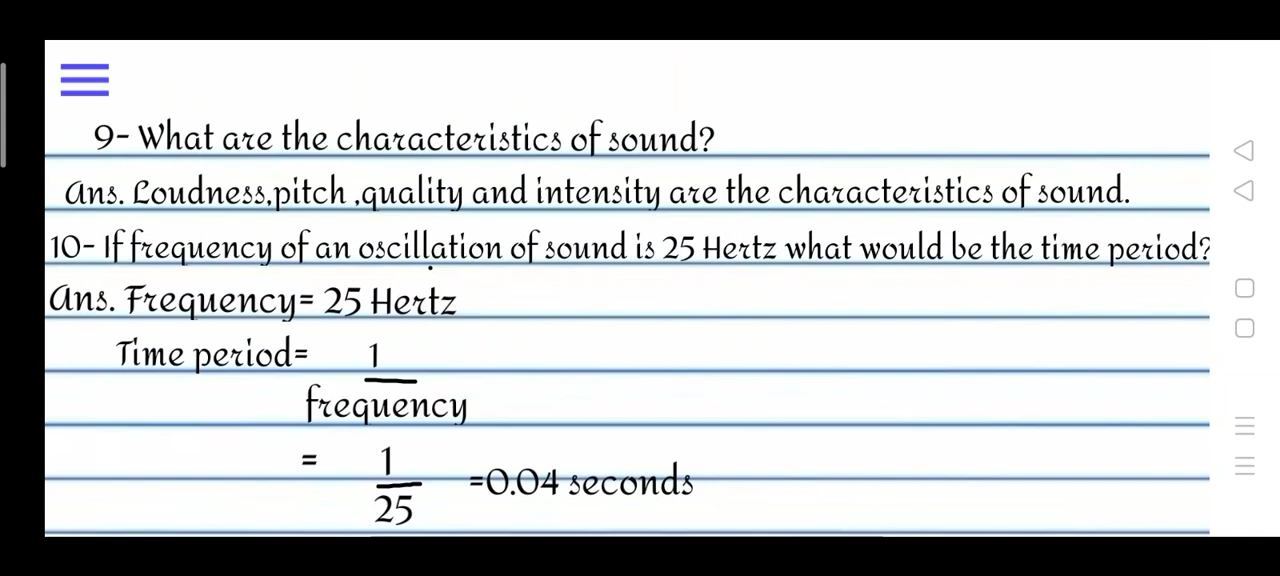 9- What are the characteristics of sound?
Ans. Loudness,pitch ,quality and intensity are the characteristics of sound.
10- If frequency of an oscillation of sound is 25 Hertz what would be the time period?
Ans. Frequency= 25 Hertz
Time period= 1
frequency
= 1
25 =0.04 seconds